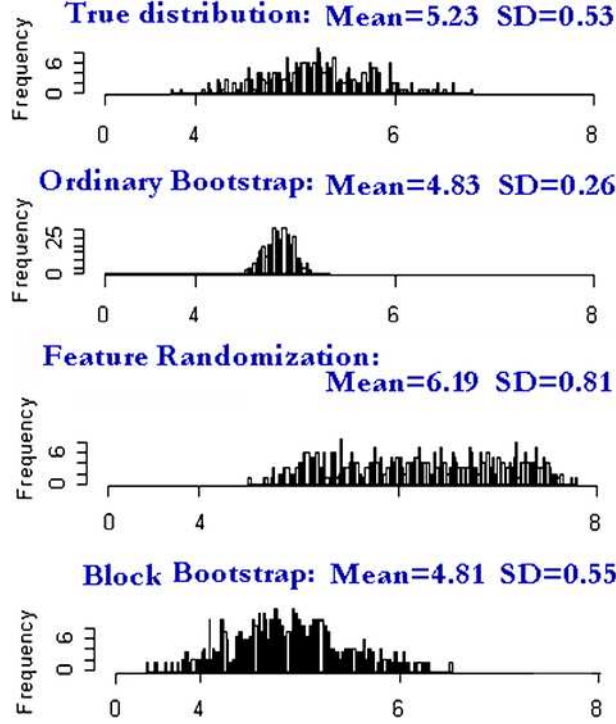 True distribution: Mean=5.23 SD=0.53
Frequency
0 6
0 4 6 8
Ordinary Bootstrap: Mean=4.83 SD=0.26
Frequency
0 25
0 4 6 8
Feature Randomization:
Mean=6.19 SD=0.81
Frequency
0 6
0 4 6 8
Block Bootstrap: Mean=4.81 SD=0.55
Frequency
0 6
0 4 6 8